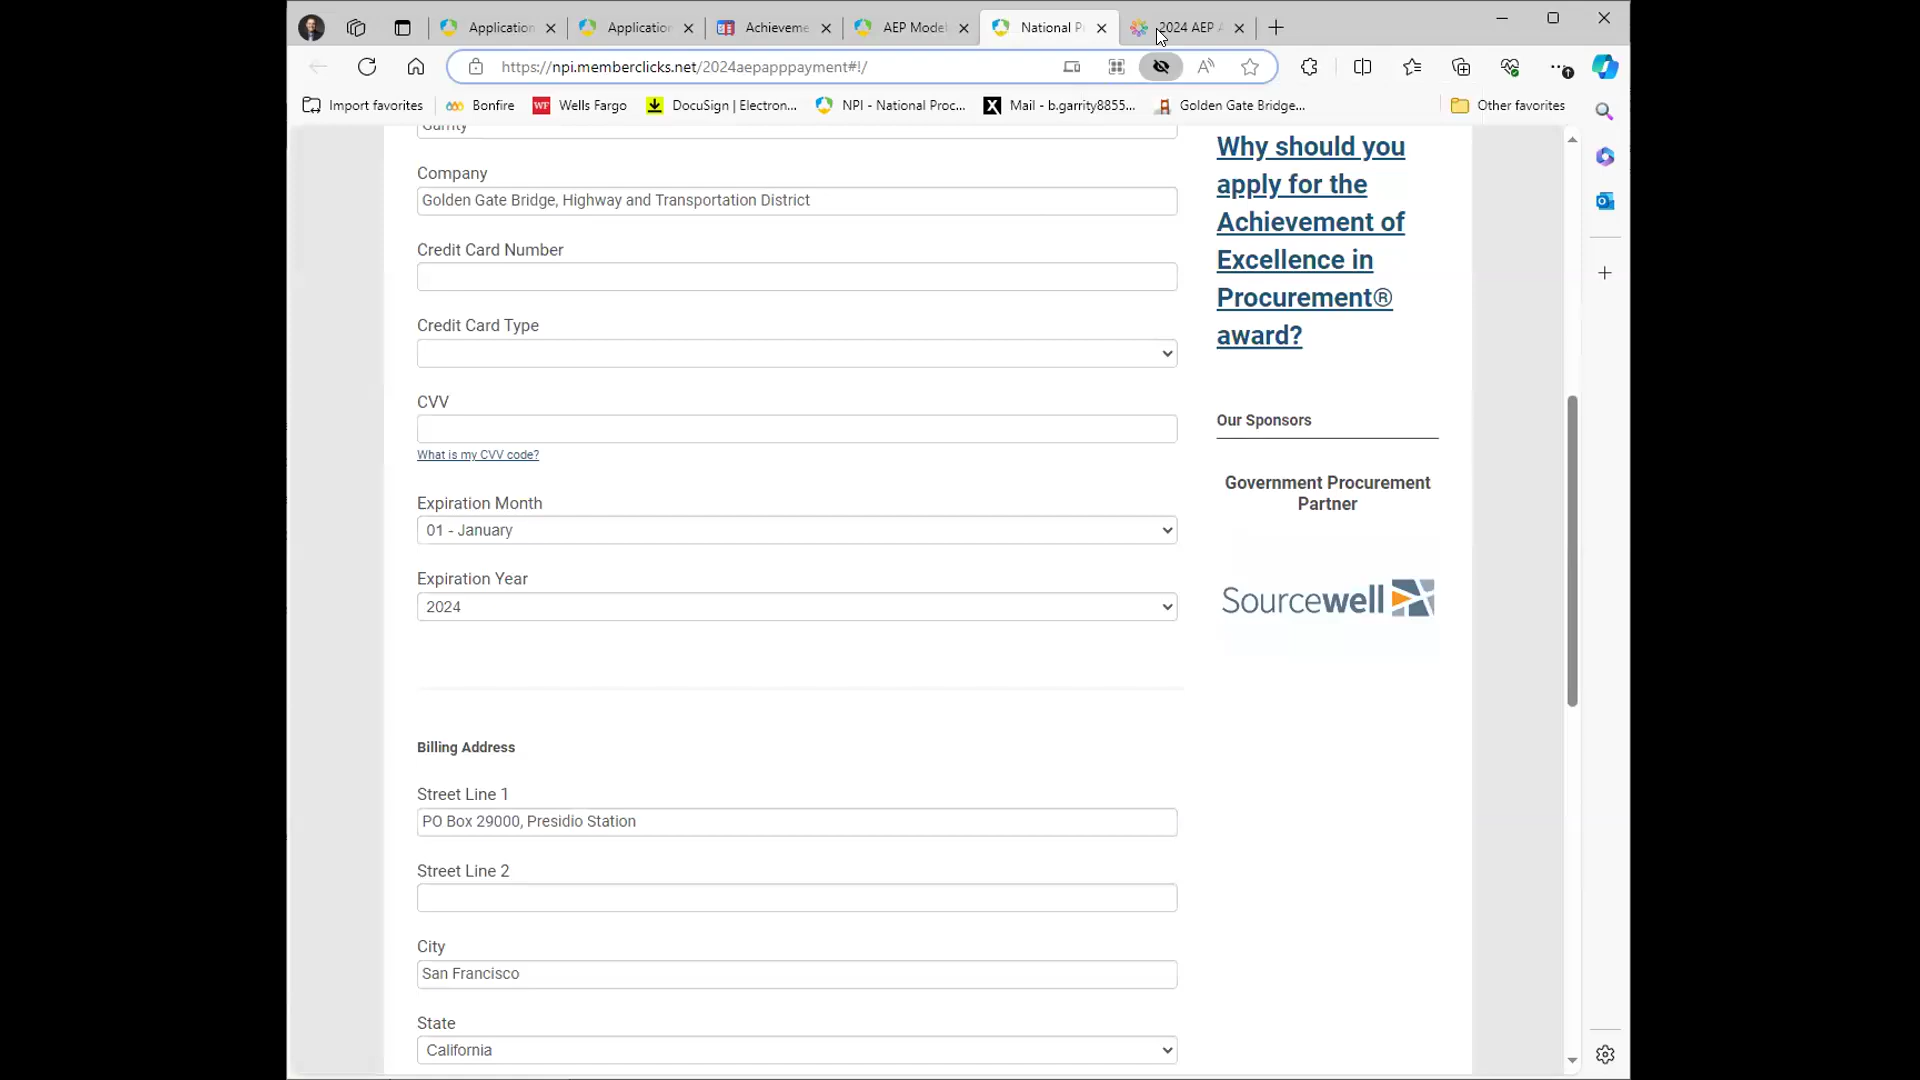 Application
Application
Achieveme
AEP Model
National P
2024 AEP A
https://npi.memberclicks.net/2024aepapppayment#!/
Import favorites
Bonfire
WF Wells Fargo
DocuSign | Electron...
NPI - National Proc...
X Mail - b.garrity8855...
Golden Gate Bridge...
Other favorites
Garrity
Company
Golden Gate Bridge, Highway and Transportation District
Credit Card Number
Credit Card Type
CVV
What is my CVV code?
Expiration Month
01 - January
Expiration Year
2024
Billing Address
Street Line 1
PO Box 29000, Presidio Station
Street Line 2
City
San Francisco
State
California
Why should you
apply for the
Achievement of
Excellence in
Procurement®
award?
Our Sponsors
Government Procurement
Partner
Sourcewell